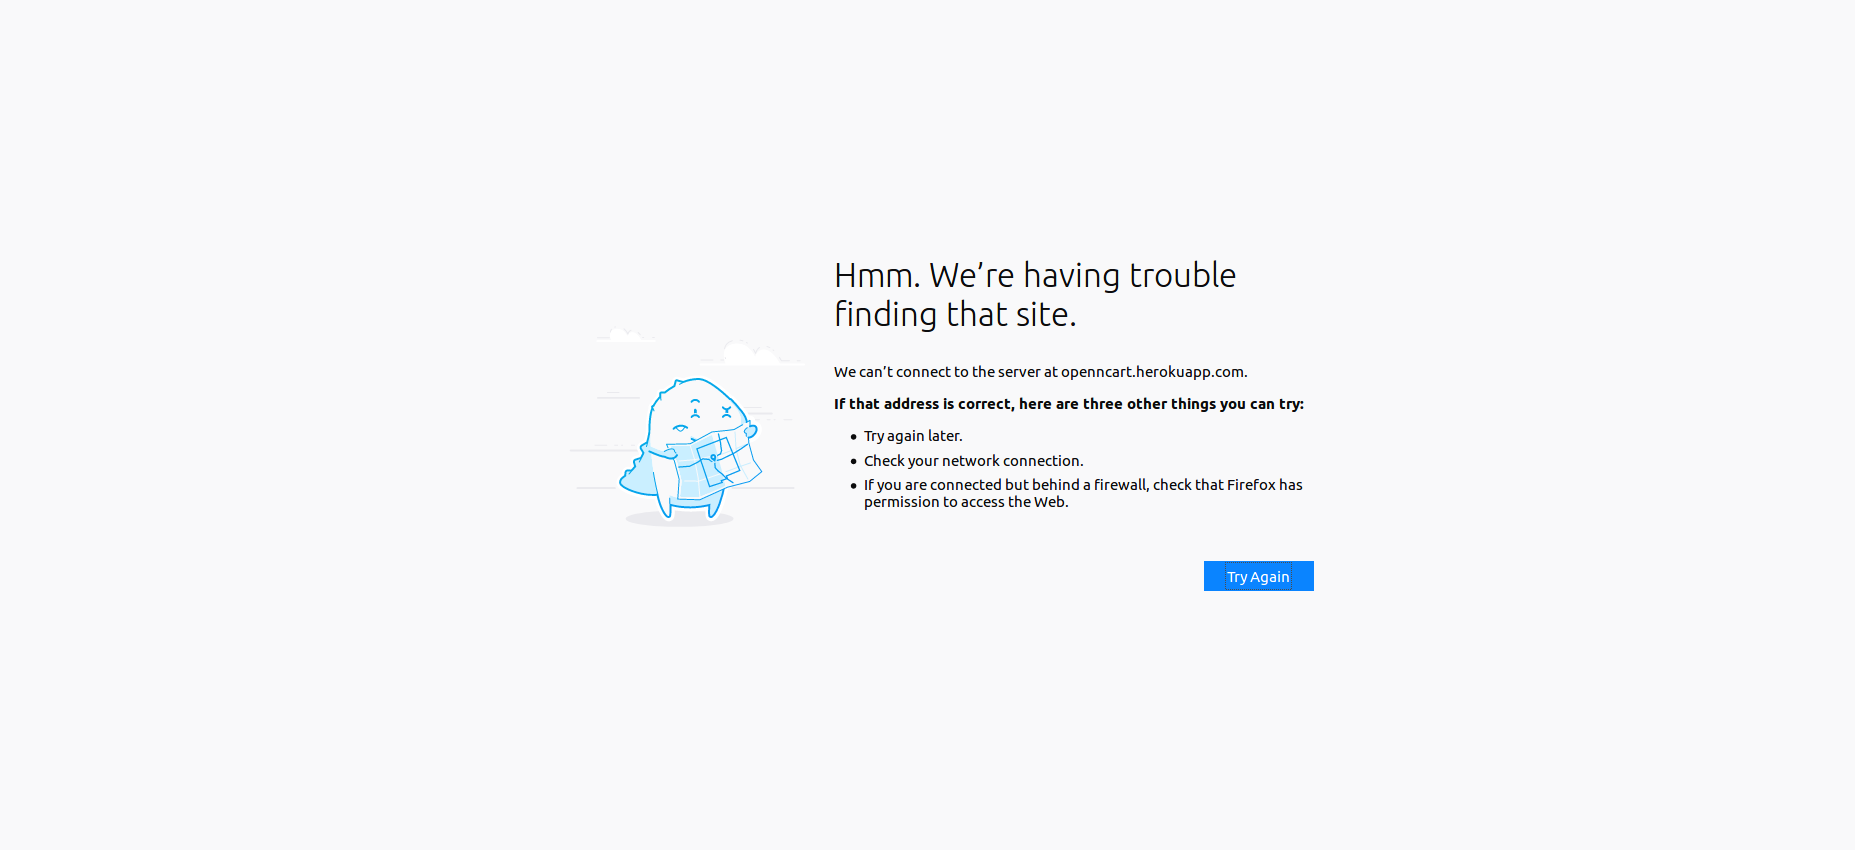 Hmm. We’re having trouble
finding that site.
We can’t connect to the server at openncart.herokuapp.com.
If that address is correct, here are three other things you can try:
• Try again later.
• Check your network connection.
• If you are connected but behind a firewall, check that Firefox has
permission to access the Web.
Try Again